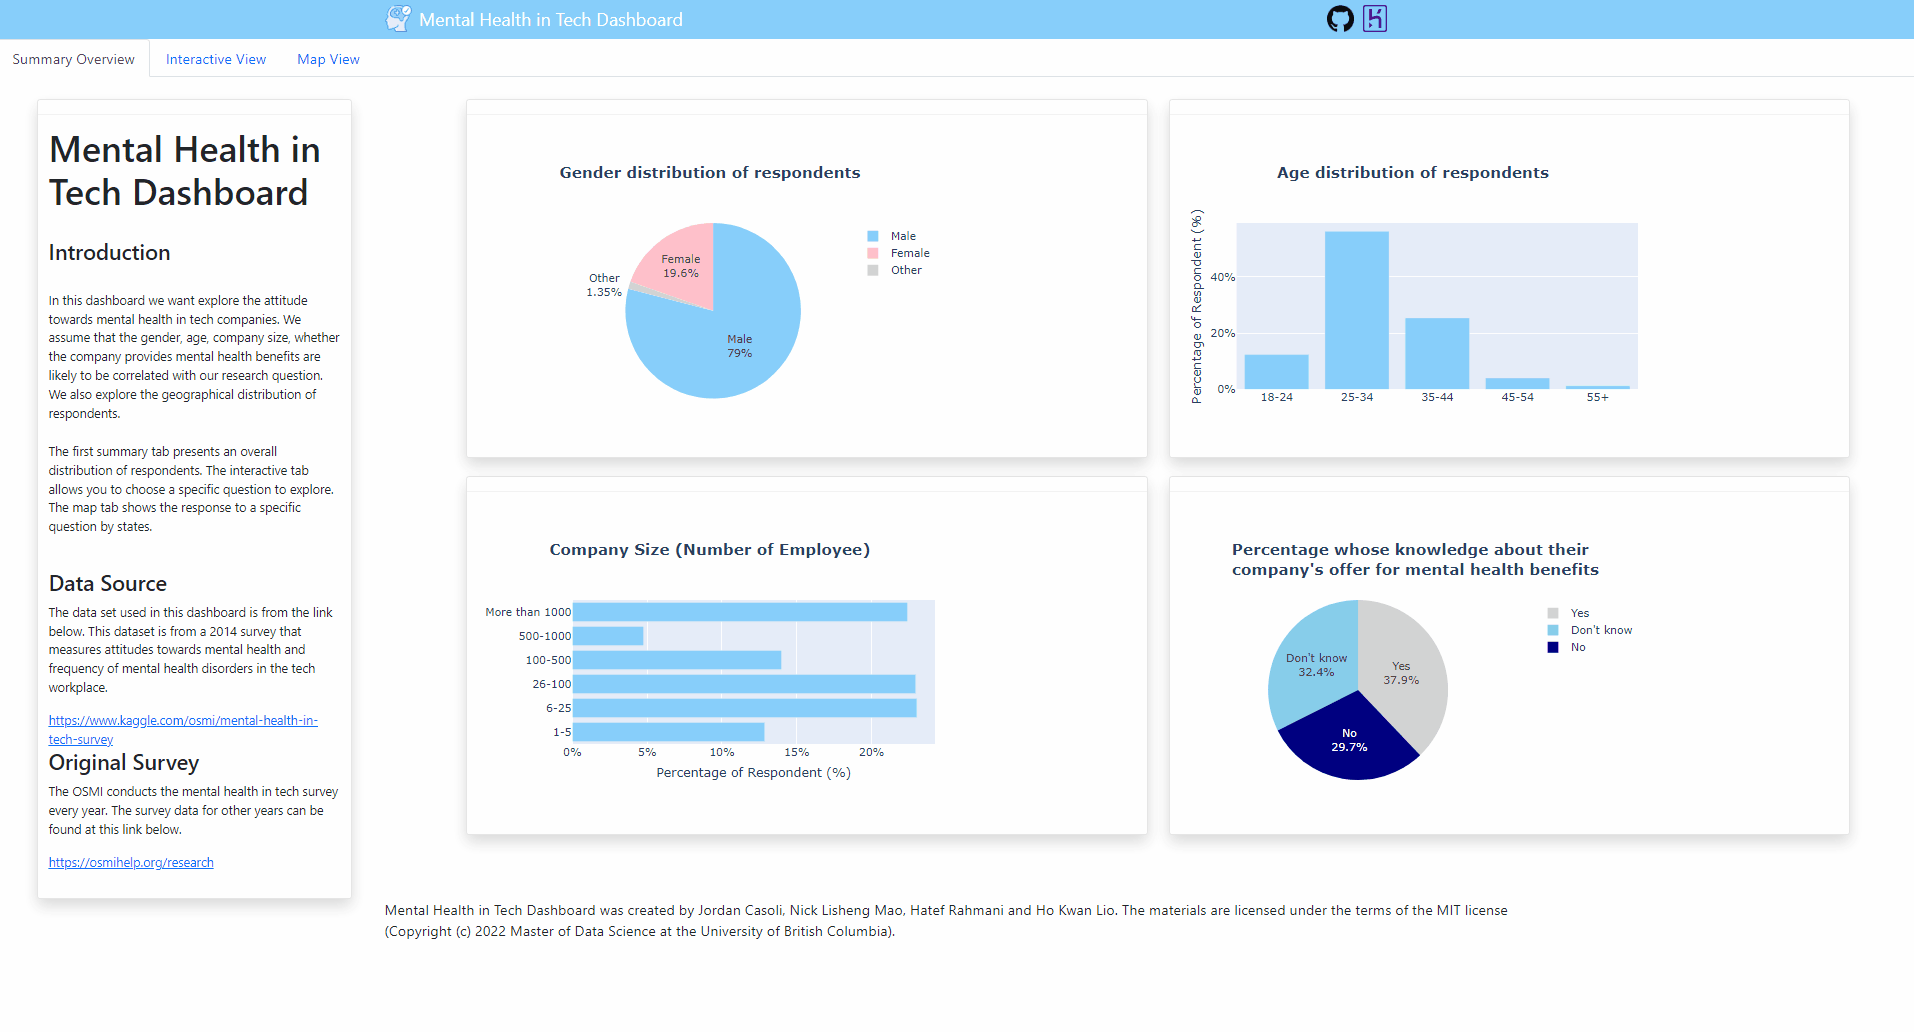 Mental Health in Tech Dashboard
Summary Overview
Interactive View
Map View
Mental Health in
Tech Dashboard
Introduction
In this dashboard we want explore the attitude
towards mental health in tech companies. We
assume that the gender, age, company size, whether
the company provides mental health benefits are
likely to be correlated with our research question.
We also explore the geographical distribution of
respondents.
The first summary tab presents an overall
distribution of respondents. The interactive tab
allows you to choose a specific question to explore.
The map tab shows the response to a specific
question by states.
Data Source
The data set used in this dashboard is from the link
below. This dataset is from a 2014 survey that
measures attitudes towards mental health and
frequency of mental health disorders in the tech
workplace.
https://www.kaggle.com/osmi/mental-health-in-
tech-survey
Original Survey
The OSMI conducts the mental health in tech survey
every year. The survey data for other years can be
found at this link below.
https://osmihelp.org/research
Gender distribution of respondents
Female
19.6%
Other
1.35%
Male
79%
Male
Female
Other
Age distribution of respondents
Percentage of Respondent (%)
40%
20%
0%
18-24
25-34
35-44
45-54
55+
Company Size (Number of Employee)
More than 1000
500-1000
100-500
26-100
6-25
1-5
0%
5%
10%
15%
20%
Percentage of Respondent (%)
Percentage whose knowledge about their
company's offer for mental health benefits
Don't know
32.4%
Yes
37.9%
No
29.7%
Yes
Don't know
No
Mental Health in Tech Dashboard was created by Jordan Casoli, Nick Lisheng Mao, Hatef Rahmani and Ho Kwan Lio. The materials are licensed under the terms of the MIT license
(Copyright (c) 2022 Master of Data Science at the University of British Columbia).